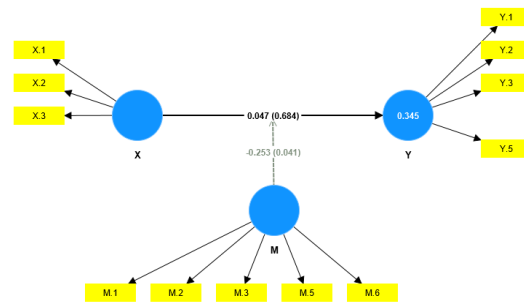 Y.1
X.1
Y.2
X.2
Y.3
X.3
0.047 (0.684)
0.345
X
Y
Y.5
-0.253 (0.041)
M
M.1
M.2
M.3
M.5
M.6